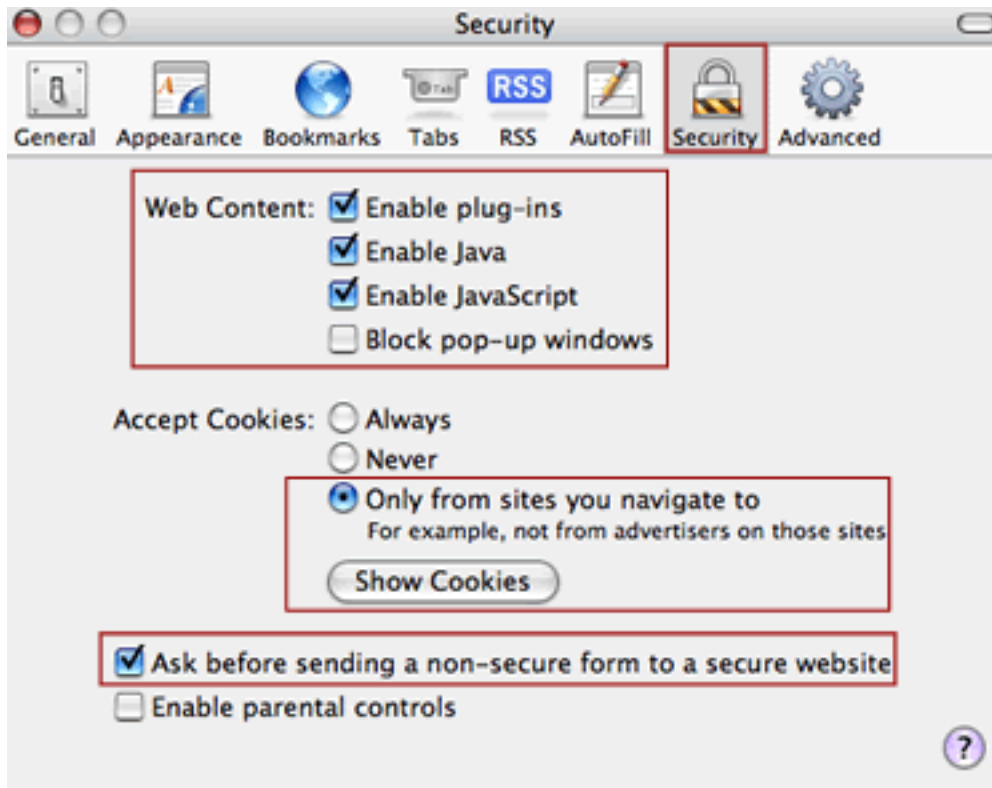 Security
General Appearance Bookmarks Tabs RSS AutoFill Security Advanced
Web Content: Enable plug-ins
Enable Java
Enable JavaScript
Block pop-up windows
Accept Cookies: Always
Never
Only from sites you navigate to
For example, not from advertisers on those sites
Show Cookies
Ask before sending a non-secure form to a secure website
Enable parental controls
?